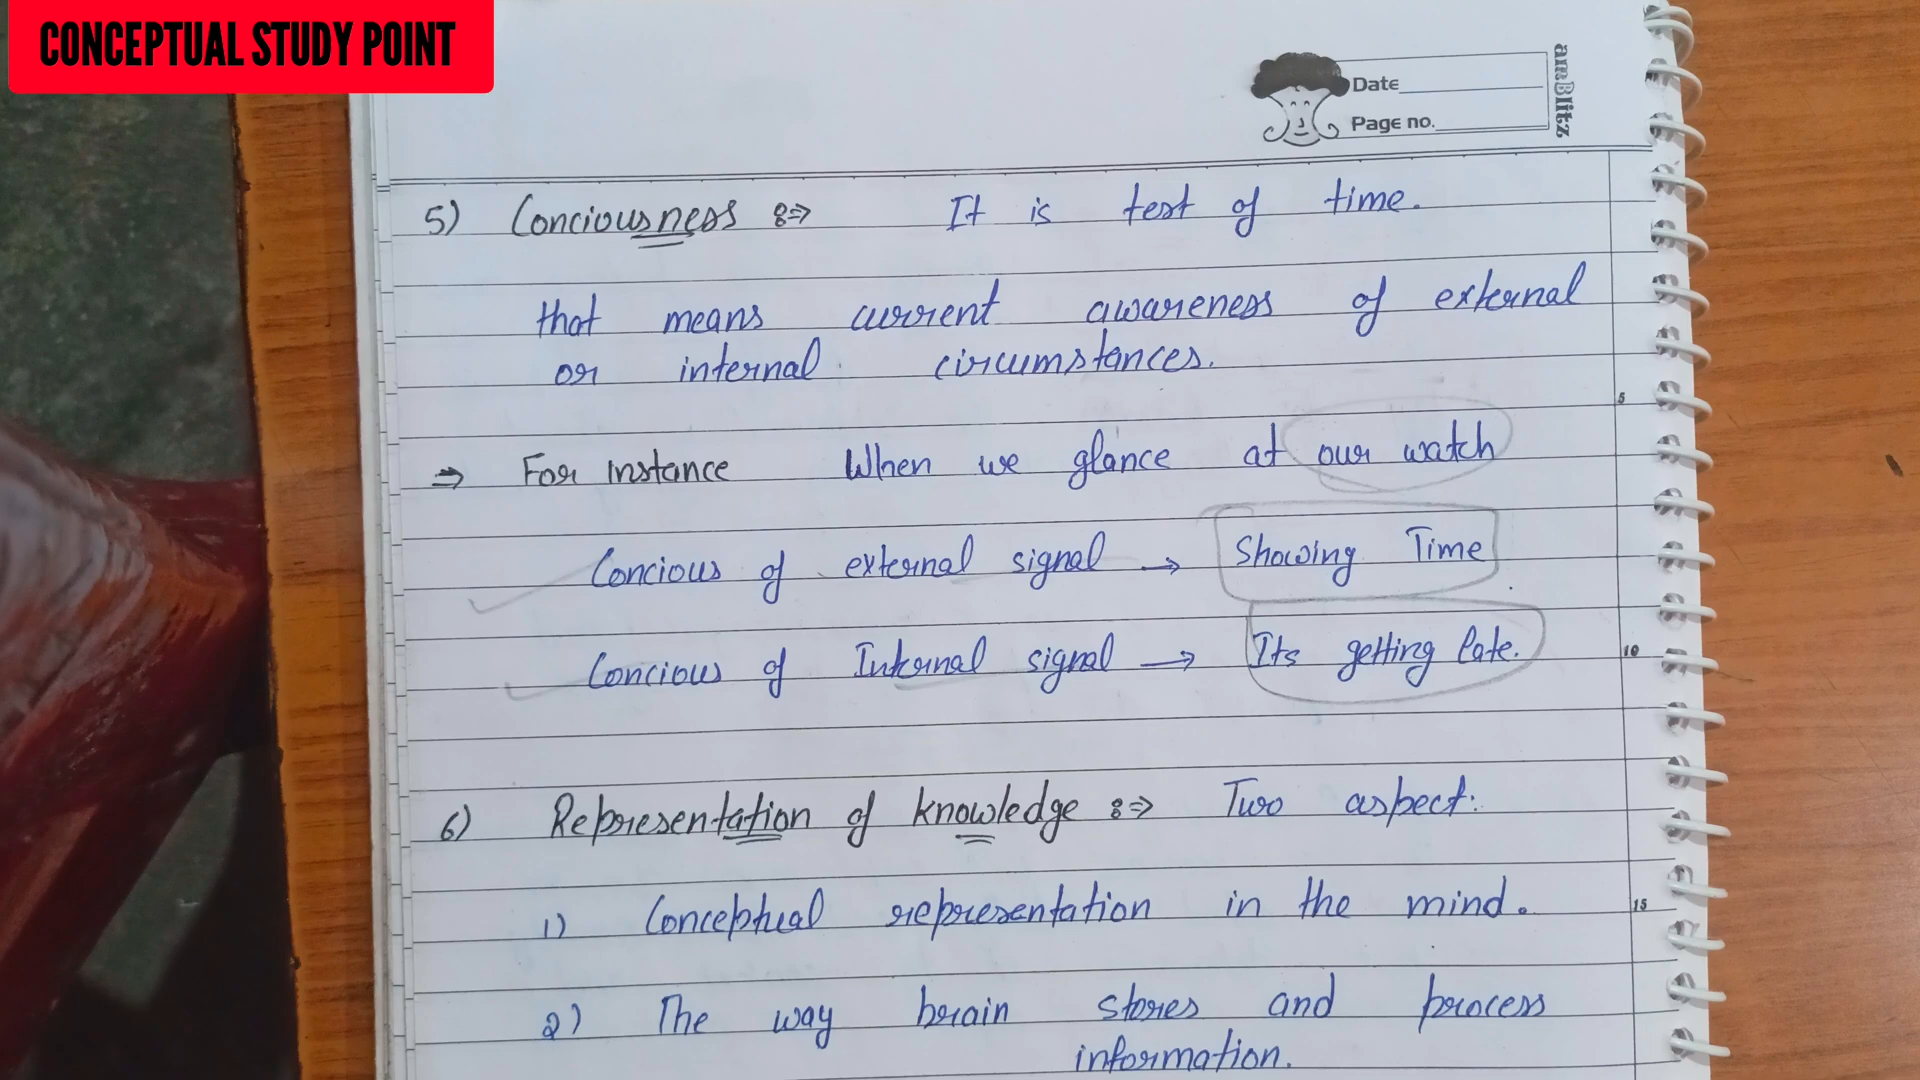 CONCEPTUAL STUDY POINT
Date
Page no.
amBlitz
5) Conciousness :⇒ It is test of time.
that means current awareness of external
or internal circumstances.
5
⇒ For instance When we glance at our watch
Concious of external signal → Showing Time
10
Concious of Internal signal → Its getting late.
6) Representation of knowledge :⇒ Two aspect:
1) Conceptual representation in the mind.
15
2) The way brain stores and process
information.